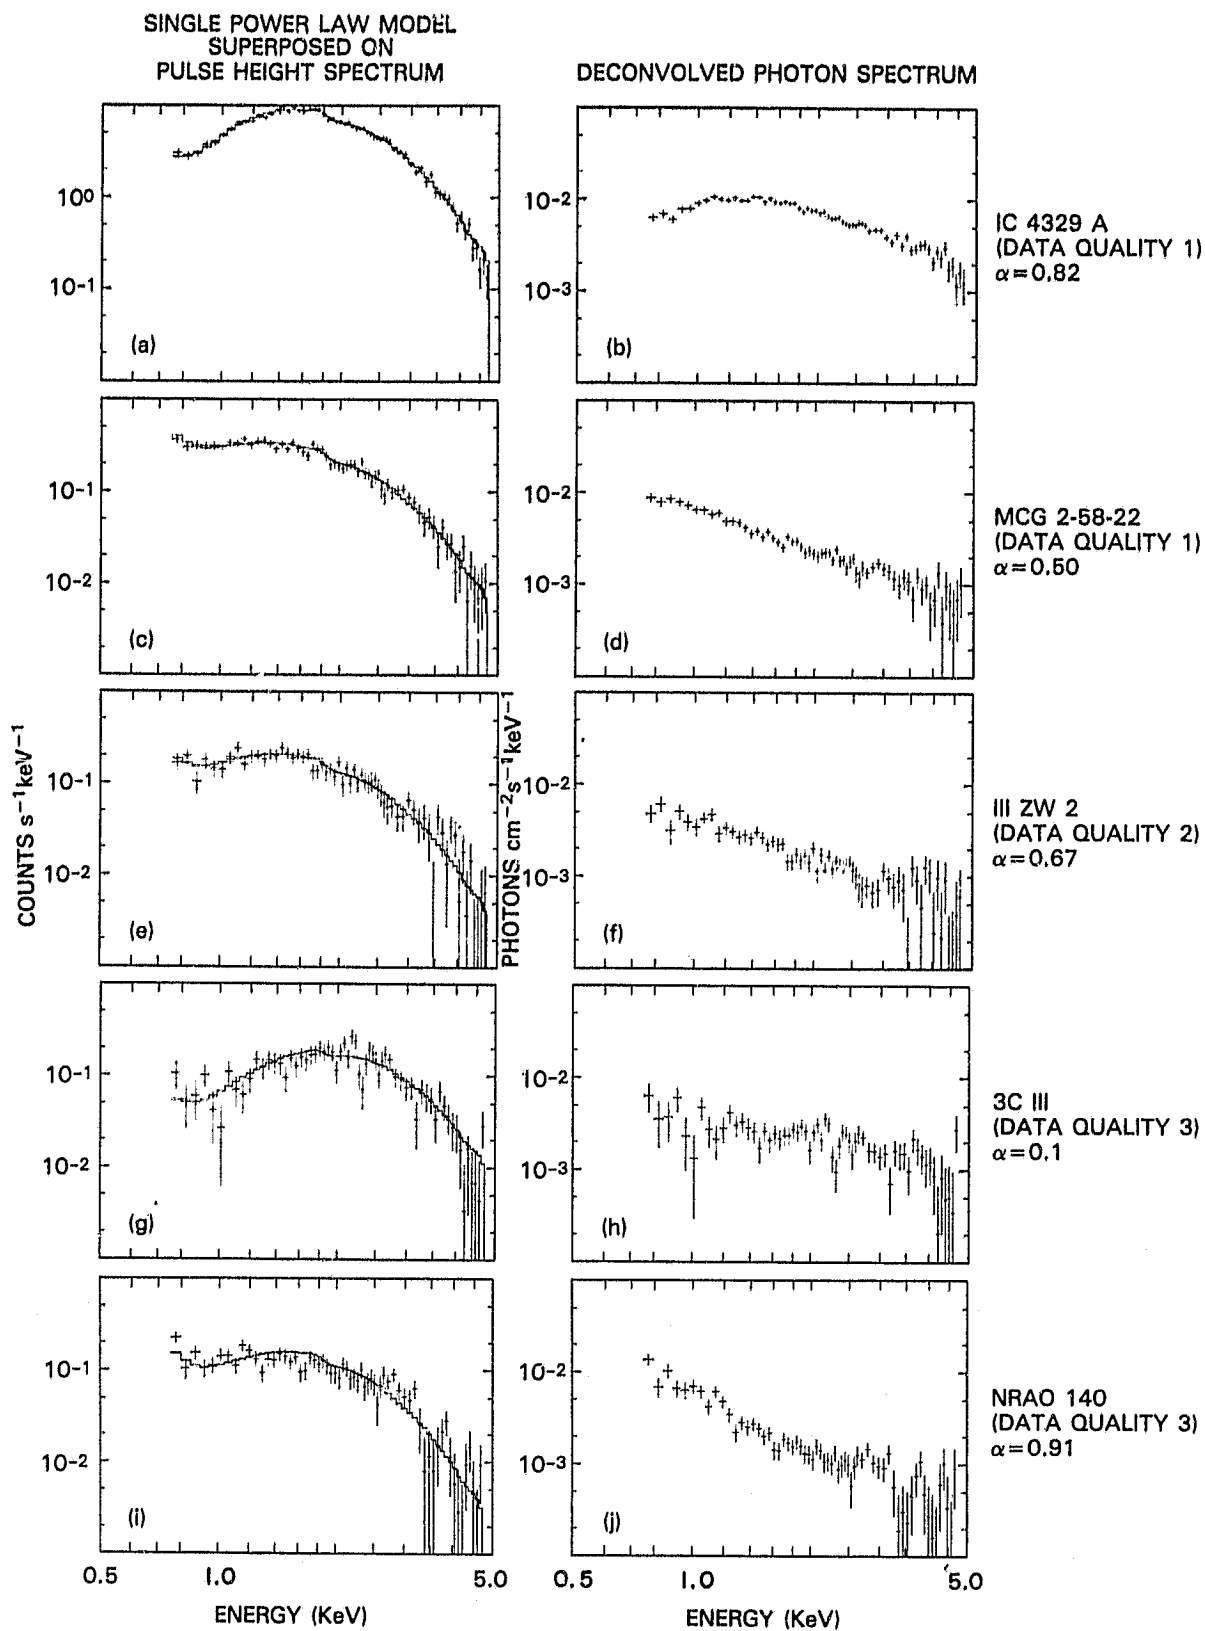 SINGLE POWER LAW MODEL
SUPERPOSED ON
PULSE HEIGHT SPECTRUM
DECONVOLVED PHOTON SPECTRUM
10⁰
10⁻¹
(a)
10⁻²
10⁻³
(b)
IC 4329 A
(DATA QUALITY 1)
α=0.82
10⁻¹
10⁻²
(c)
10⁻²
10⁻³
(d)
MCG 2-58-22
(DATA QUALITY 1)
α=0.50
COUNTS s⁻¹keV⁻¹
10⁻¹
10⁻²
(e)
PHOTONS cm⁻²s⁻¹keV⁻¹
10⁻²
10⁻³
(f)
III ZW 2
(DATA QUALITY 2)
α=0.67
10⁻¹
10⁻²
(g)
10⁻²
10⁻³
(h)
3C III
(DATA QUALITY 3)
α=0.1
10⁻¹
10⁻²
(i)
10⁻²
10⁻³
(j)
NRAO 140
(DATA QUALITY 3)
α=0.91
0.5 1.0 5.0
ENERGY (KeV)
0.5 1.0 5.0
ENERGY (KeV)